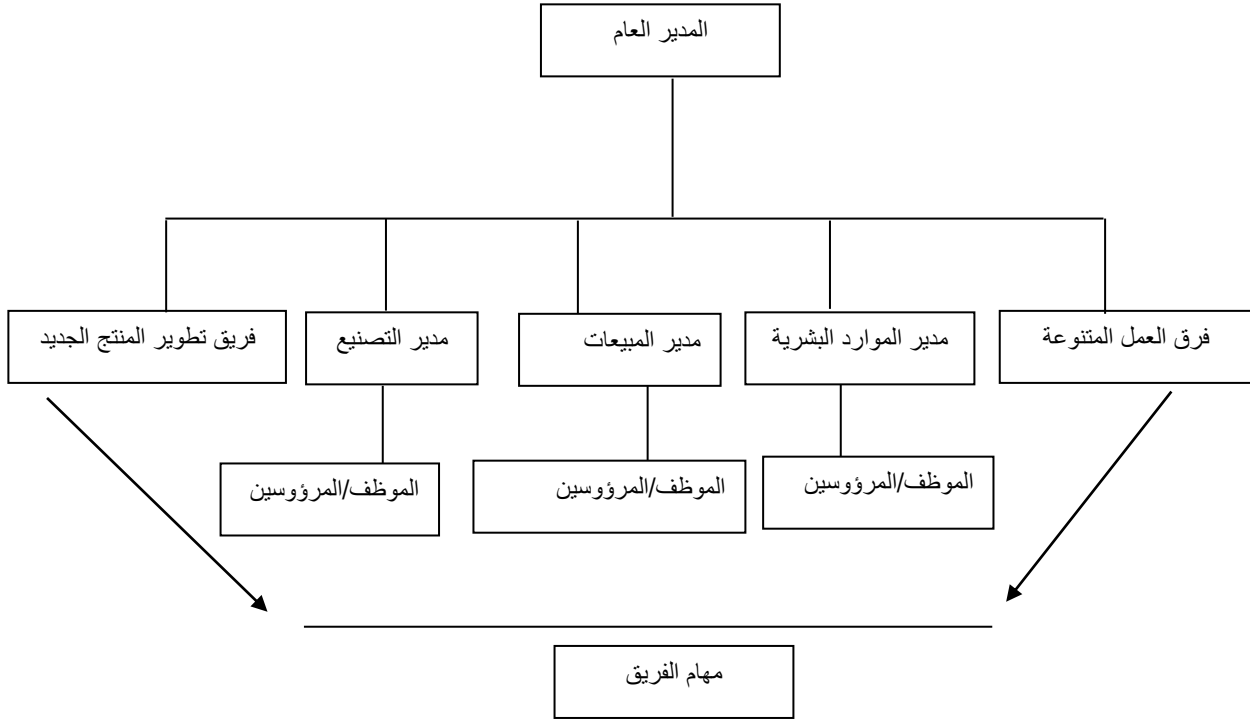 المدير العام
فرق العمل المتنوعة
مدير الموارد البشرية
مدير المبيعات
مدير التصنيع
فريق تطوير المنتج الجديد
الموظف/المرؤوسين
الموظف/المرؤوسين
الموظف/المرؤوسين
مهام الفريق